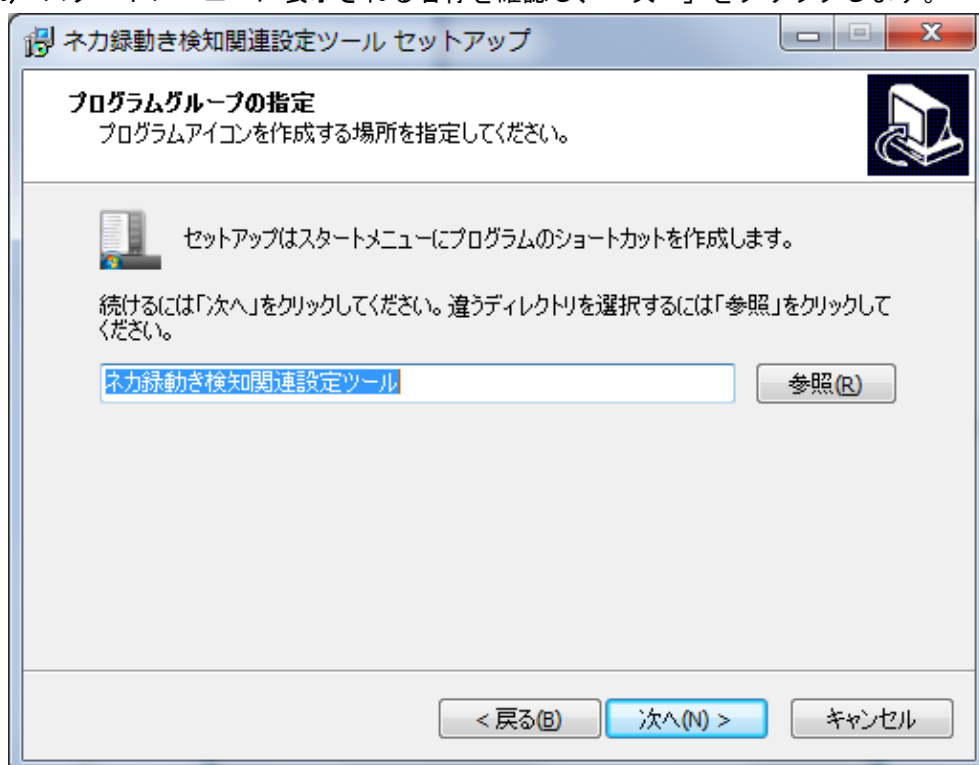 ネカ録動き検知関連設定ツール セットアップ
プログラムグループの指定
プログラムアイコンを作成する場所を指定してください。
セットアップはスタートメニューにプログラムのショートカットを作成します。
続けるには「次へ」をクリックしてください。違うディレクトリを選択するには「参照」をクリックして
ください。
ネカ録動き検知関連設定ツール
参照(R)
< 戻る(B)
次へ(N) >
キャンセル